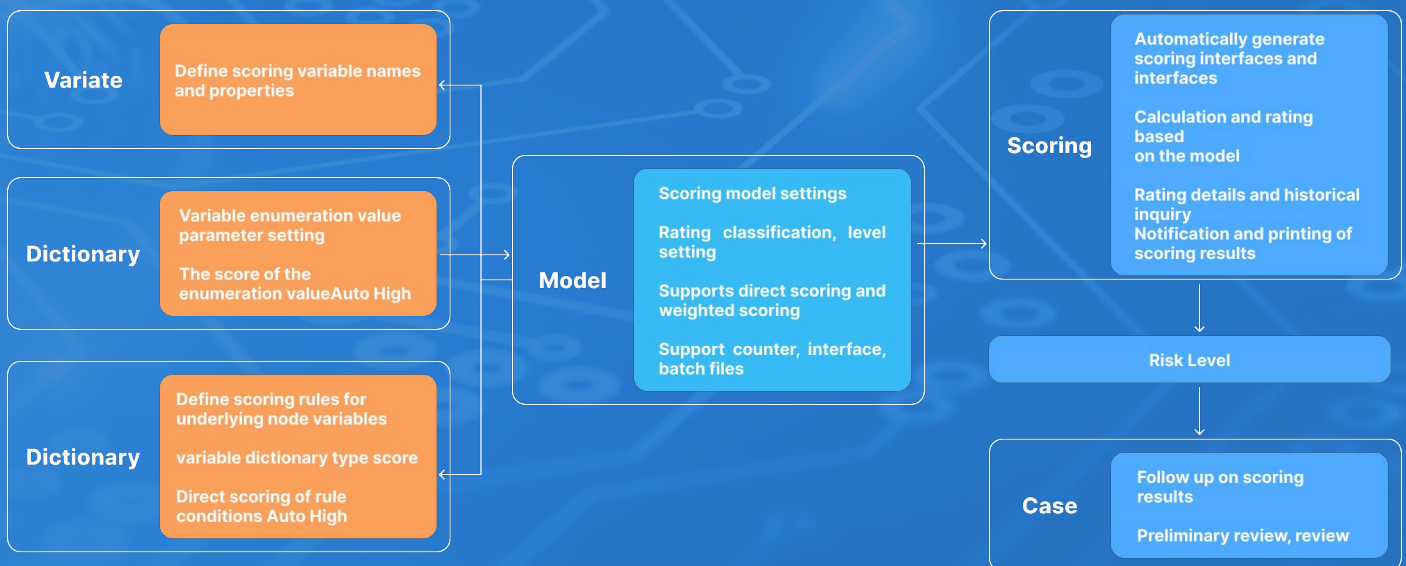 Variate
Define scoring variable names
and properties
Dictionary
Variable enumeration value
parameter setting
The score of the
enumeration valueAuto High
Dictionary
Define scoring rules for
underlying node variables
variable dictionary type score
Direct scoring of rule
conditions Auto High
Model
Scoring model settings
Rating classification, level
setting
Supports direct scoring and
weighted scoring
Support counter, interface,
batch files
Scoring
Automatically generate
scoring interfaces and
interfaces
Calculation and rating
based
on the model
Rating details and historical
inquiry
Notification and printing of
scoring results
Risk Level
Case
Follow up on scoring
results
Preliminary review, review